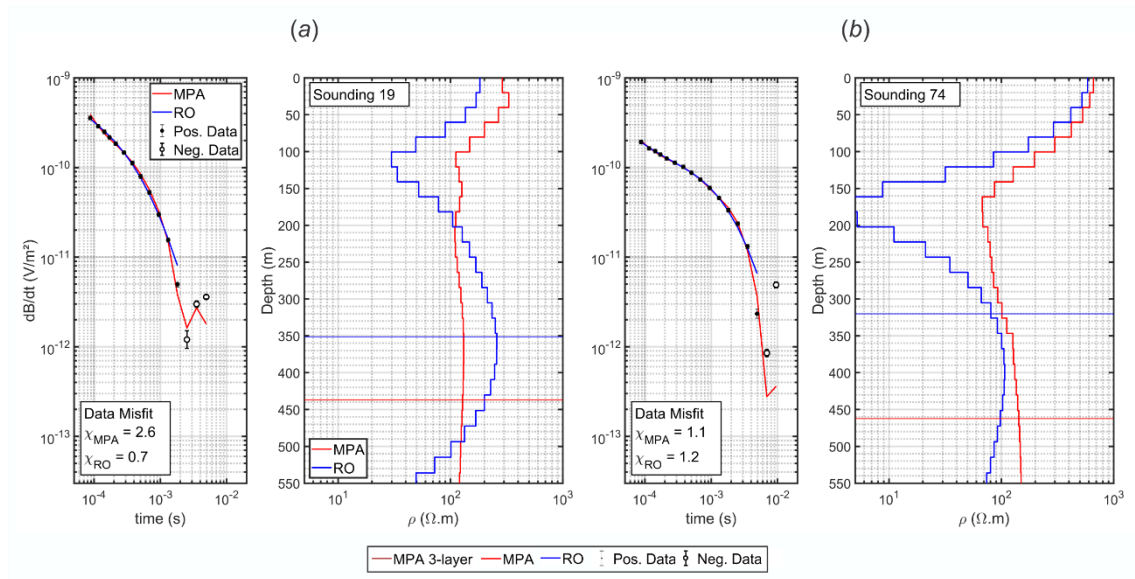 (a)
(b)
10⁻⁹
10⁻¹⁰
10⁻¹¹
10⁻¹²
10⁻¹³
dB/dt (V/m²)
MPA
RO
Pos. Data
Neg. Data
Data Misfit
χMPA = 2.6
χRO = 0.7
10⁻⁴ 10⁻³ 10⁻²
time (s)
Sounding 19
0
50
100
150
200
250
300
350
400
450
500
550
Depth (m)
MPA
RO
10¹ 10² 10³
ρ (Ω.m)
10⁻⁹
10⁻¹⁰
10⁻¹¹
10⁻¹²
10⁻¹³
Data Misfit
χMPA = 1.1
χRO = 1.2
10⁻⁴ 10⁻³ 10⁻²
time (s)
Sounding 74
0
50
100
150
200
250
300
350
400
450
500
550
Depth (m)
10¹ 10² 10³
ρ (Ω.m)
MPA 3-layer MPA RO Pos. Data Neg. Data